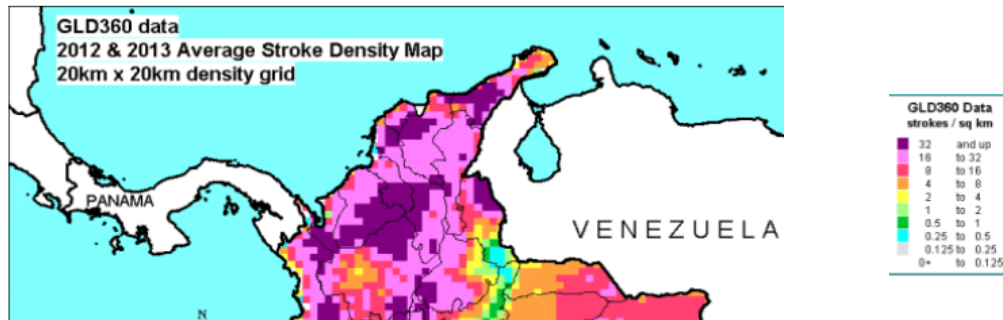 GLD360 data
2012 & 2013 Average Stroke Density Map
20km x 20km density grid
PANAMA
VENEZUELA
N
GLD360 Data
strokes / sq km
32 and up
16 to 32
8 to 16
4 to 8
2 to 4
1 to 2
0.5 to 1
0.25 to 0.5
0.125 to 0.25
0+ to 0.125